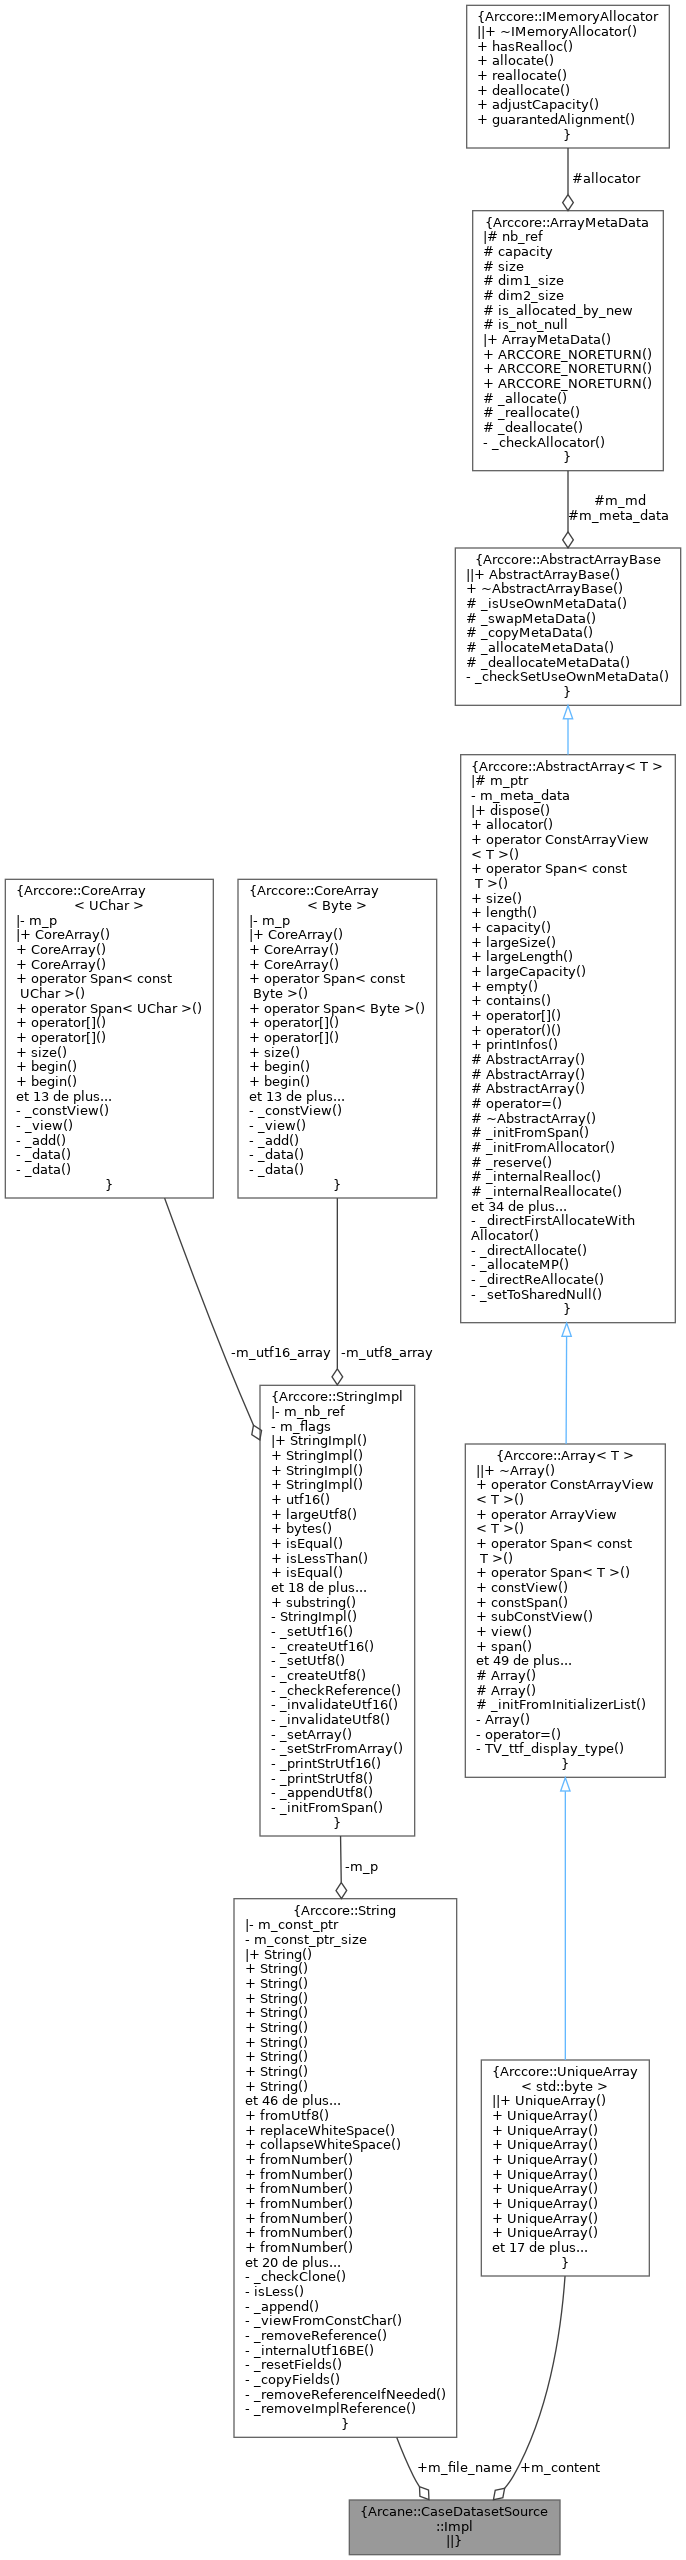 {Arccore::IMemoryAllocator
||+ ~IMemoryAllocator()
+ hasRealloc()
+ allocate()
+ reallocate()
+ deallocate()
+ adjustCapacity()
+ guarantedAlignment()
}
#allocator
{Arccore::ArrayMetaData
|# nb_ref
# capacity
# size
# dim1_size
# dim2_size
# is_allocated_by_new
# is_not_null
|+ ArrayMetaData()
+ ARCCORE_NORETURN()
+ ARCCORE_NORETURN()
+ ARCCORE_NORETURN()
# _allocate()
# _reallocate()
# _deallocate()
- _checkAllocator()
}
#m_md
#m_meta_data
{Arccore::AbstractArrayBase
||+ AbstractArrayBase()
+ ~AbstractArrayBase()
# _isUseOwnMetaData()
# _swapMetaData()
# _copyMetaData()
# _allocateMetaData()
# _deallocateMetaData()
- _checkSetUseOwnMetaData()
}
{Arccore::AbstractArray< T >
|# m_ptr
- m_meta_data
|+ dispose()
+ allocator()
+ operator ConstArrayView
< T >()
+ operator Span< const
T >()
+ size()
+ length()
+ capacity()
+ largeSize()
+ largeLength()
+ largeCapacity()
+ empty()
+ contains()
+ operator[]()
+ operator()()
+ printInfos()
# AbstractArray()
# AbstractArray()
# AbstractArray()
# operator=()
# ~AbstractArray()
# _initFromSpan()
# _initFromAllocator()
# _reserve()
# _internalRealloc()
# _internalReallocate()
et 34 de plus...
- _directFirstAllocateWith
Allocator()
- _directAllocate()
- _allocateMP()
- _directReAllocate()
- _setToSharedNull()
}
{Arccore::CoreArray
< UChar >
|- m_p
|+ CoreArray()
+ CoreArray()
+ CoreArray()
+ operator Span< const
UChar >()
+ operator Span< UChar >()
+ operator[]()
+ operator[]()
+ size()
+ begin()
+ begin()
et 13 de plus...
- _constView()
- _view()
- _add()
- _data()
- _data()
}
{Arccore::CoreArray
< Byte >
|- m_p
|+ CoreArray()
+ CoreArray()
+ CoreArray()
+ operator Span< const
Byte >()
+ operator Span< Byte >()
+ operator[]()
+ operator[]()
+ size()
+ begin()
+ begin()
et 13 de plus...
- _constView()
- _view()
- _add()
- _data()
- _data()
}
-m_utf16_array
-m_utf8_array
{Arccore::StringImpl
|- m_nb_ref
- m_flags
|+ StringImpl()
+ StringImpl()
+ StringImpl()
+ StringImpl()
+ utf16()
+ largeUtf8()
+ bytes()
+ isEqual()
+ isLessThan()
+ isEqual()
et 18 de plus...
+ substring()
- StringImpl()
- _setUtf16()
- _createUtf16()
- _setUtf8()
- _createUtf8()
- _checkReference()
- _invalidateUtf16()
- _invalidateUtf8()
- _setArray()
- _setStrFromArray()
- _printStrUtf16()
- _printStrUtf8()
- _appendUtf8()
- _initFromSpan()
}
{Arccore::Array< T >
||+ ~Array()
+ operator ConstArrayView
< T >()
+ operator ArrayView
< T >()
+ operator Span< const
T >()
+ operator Span< T >()
+ constView()
+ constSpan()
+ subConstView()
+ view()
+ span()
et 49 de plus...
# Array()
# Array()
# _initFromInitializerList()
- Array()
- operator=()
- TV_ttf_display_type()
}
-m_p
{Arccore::String
|- m_const_ptr
- m_const_ptr_size
|+ String()
+ String()
+ String()
+ String()
+ String()
+ String()
+ String()
+ String()
+ String()
+ String()
et 46 de plus...
+ fromUtf8()
+ replaceWhiteSpace()
+ collapseWhiteSpace()
+ fromNumber()
+ fromNumber()
+ fromNumber()
+ fromNumber()
+ fromNumber()
+ fromNumber()
+ fromNumber()
et 20 de plus...
- _checkClone()
- isLess()
- _append()
- _viewFromConstChar()
- _removeReference()
- _internalUtf16BE()
- _resetFields()
- _copyFields()
- _removeReferenceIfNeeded()
- _removeImplReference()
}
{Arccore::UniqueArray
< std::byte >
||+ UniqueArray()
+ UniqueArray()
+ UniqueArray()
+ UniqueArray()
+ UniqueArray()
+ UniqueArray()
+ UniqueArray()
+ UniqueArray()
+ UniqueArray()
+ UniqueArray()
et 17 de plus...
}
+m_file_name
+m_content
{Arcane::CaseDatasetSource
::Impl
||}